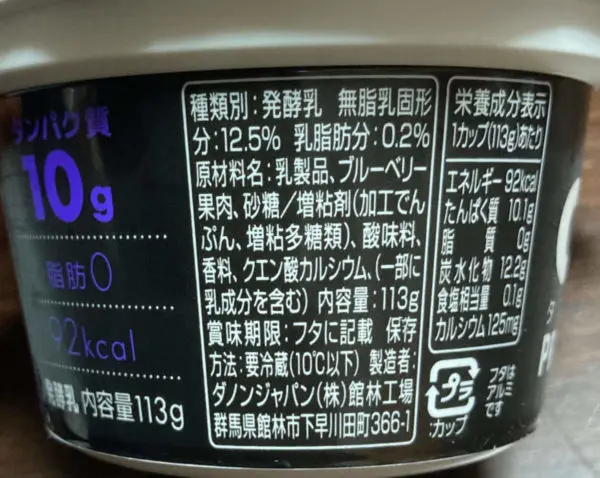 タンパク質
10g
脂肪0
92kcal
発酵乳 内容量113g
種類別:発酵乳 無脂乳固形
分:12.5% 乳脂肪分:0.2%
原材料名:乳製品、ブルーベリー
果肉、砂糖/増粘剤(加工でん
ぷん、増粘多糖類)、酸味料、
香料、クエン酸カルシウム、(一部に
乳成分を含む) 内容量:113g
賞味期限:フタに記載 保存
方法:要冷蔵(10℃以下) 製造者:
ダノンジャパン(株)館林工場
群馬県館林市下早川田町366-1
栄養成分表示
1カップ(113g)あたり
エネルギー 92kcal
たんぱく質 10.1g
脂質 0g
炭水化物 12.2g
食塩相当量 0.1g
カルシウム 125mg
プラ
:カップ
フタは
アルミ
です